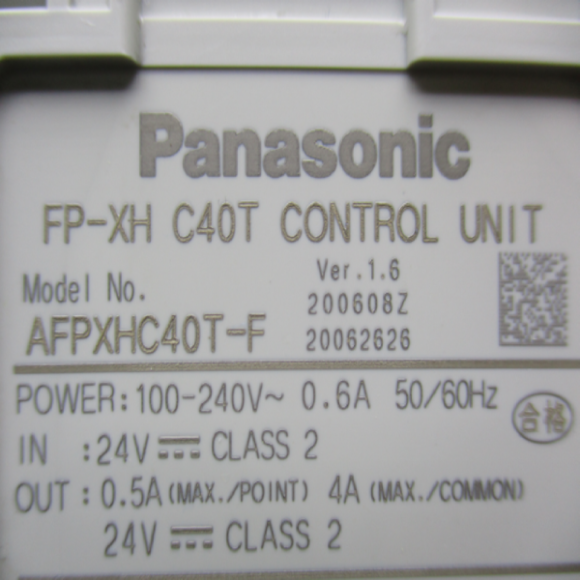 Panasonic
FP-XH C40T CONTROL UNIT
Model No.
Ver.1.6
200608Z
AFPXHC40T-F
20062626
POWER:100-240V~ 0.6A 50/60Hz
合格
IN :24V⎓ CLASS 2
OUT :0.5A(MAX./POINT) 4A(MAX./COMMON)
24V⎓ CLASS 2